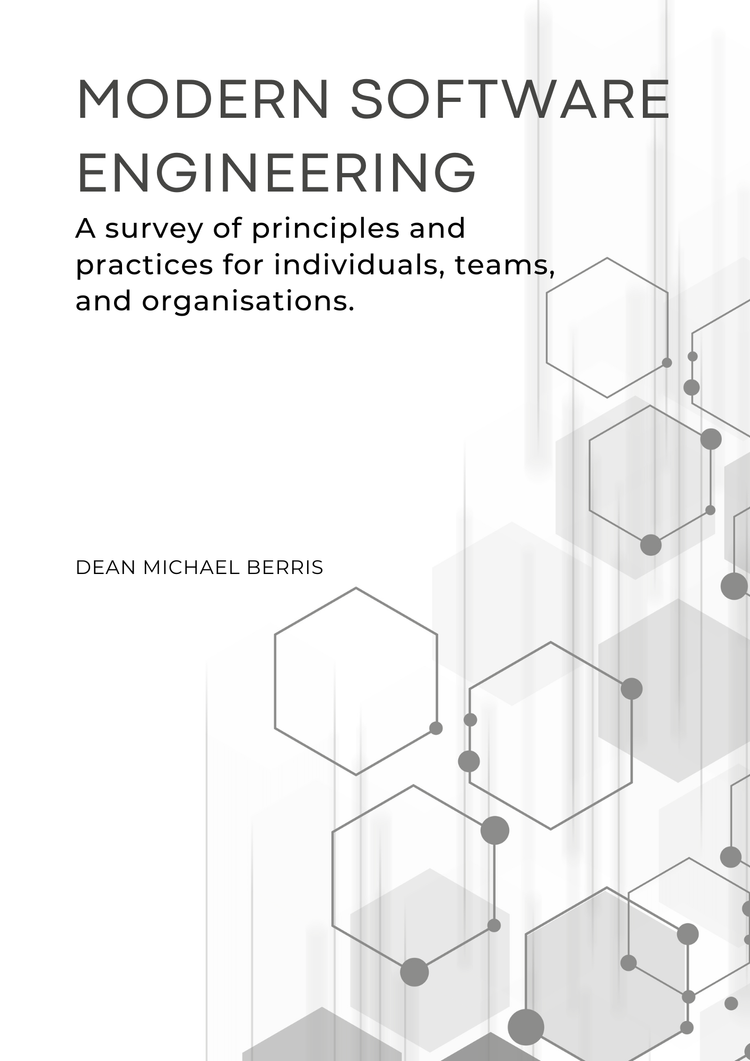 MODERN SOFTWARE
ENGINEERING
A survey of principles and
practices for individuals, teams,
and organisations.
DEAN MICHAEL BERRIS